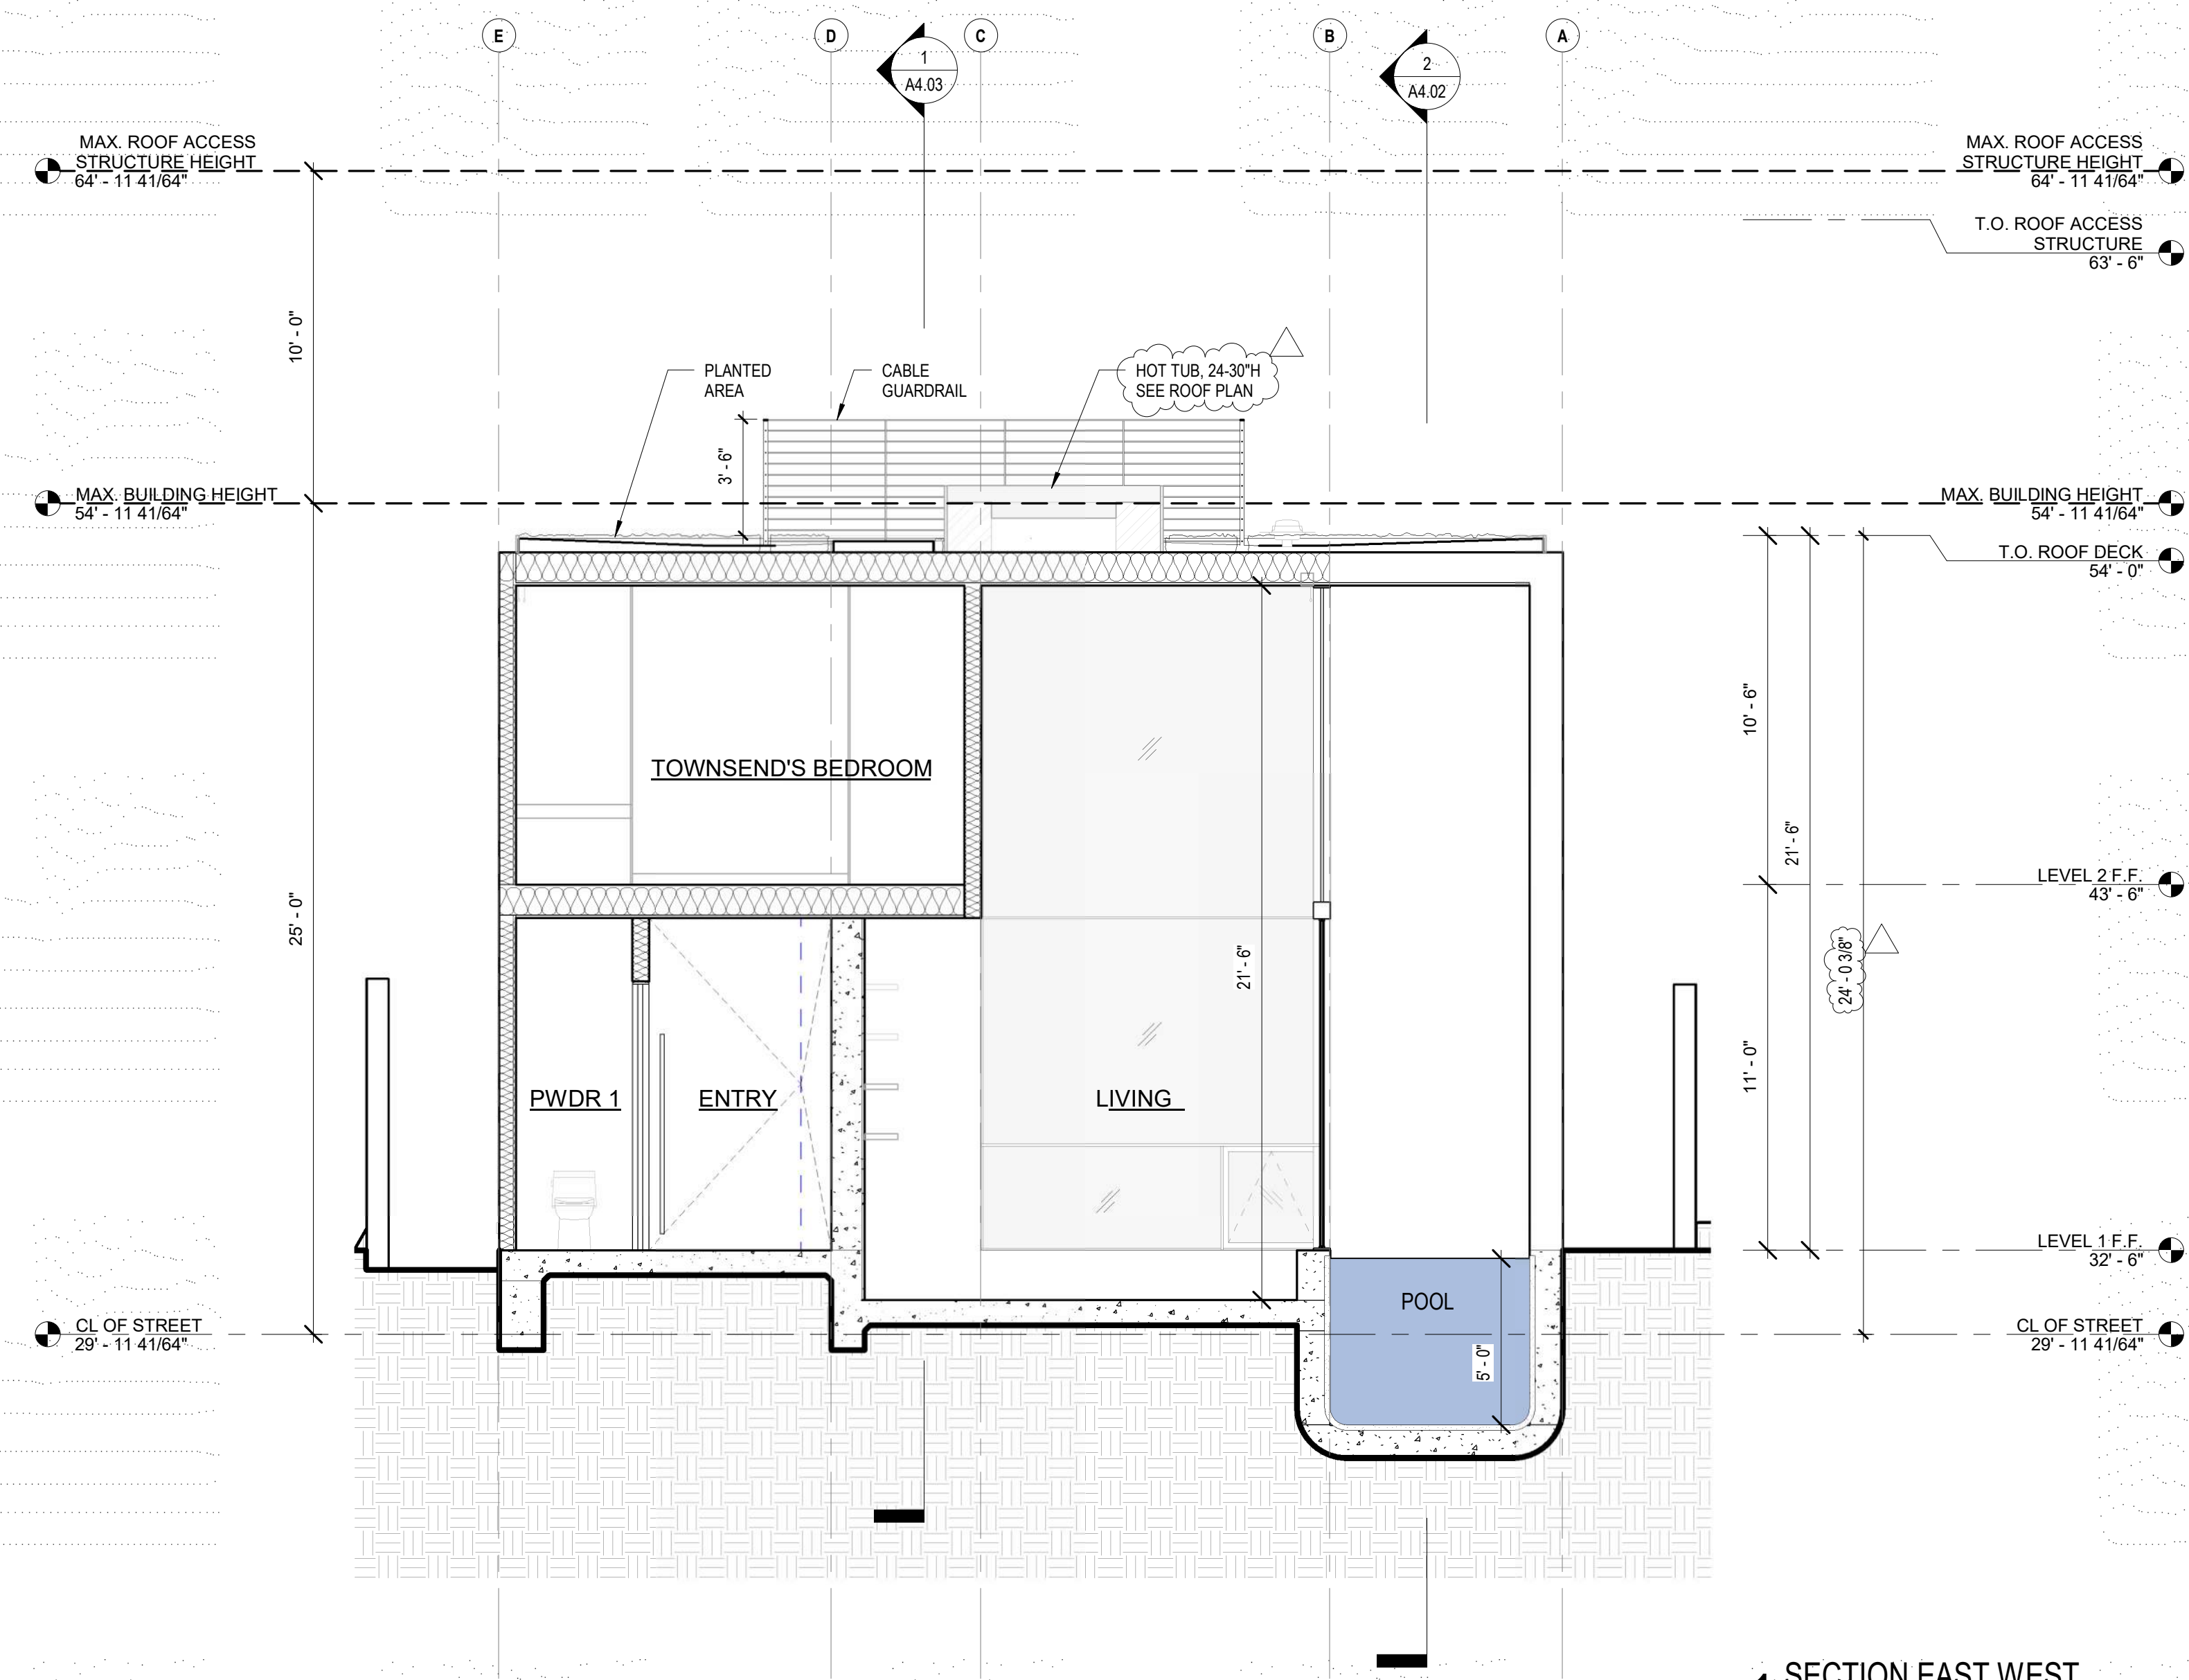 E
D
C
B
A
1
A4.03
2
A4.02
MAX. ROOF ACCESS
STRUCTURE HEIGHT
64' - 11 41/64"
MAX. ROOF ACCESS
STRUCTURE HEIGHT
64' - 11 41/64"
T.O. ROOF ACCESS
STRUCTURE
63' - 6"
10' - 0"
PLANTED
AREA
CABLE
GUARDRAIL
HOT TUB, 24-30"H
SEE ROOF PLAN
3' - 6"
MAX. BUILDING HEIGHT
54' - 11 41/64"
MAX. BUILDING HEIGHT
54' - 11 41/64"
T.O. ROOF DECK
54' - 0"
10' - 6"
TOWNSEND'S BEDROOM
21' - 6"
LEVEL 2 F.F.
43' - 6"
25' - 0"
21' - 6"
24' - 0 3/8"
11' - 0"
PWDR 1
ENTRY
LIVING
LEVEL 1 F.F.
32' - 6"
POOL
CL OF STREET
29' - 11 41/64"
CL OF STREET
29' - 11 41/64"
5' - 0"
SECTION EAST WEST